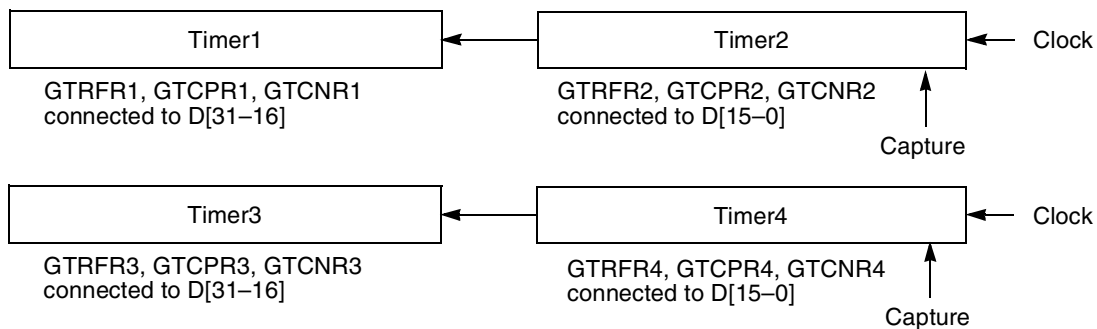 Timer1
Timer2
Clock
GTRFR1, GTCPR1, GTCNR1
connected to D[31–16]
GTRFR2, GTCPR2, GTCNR2
connected to D[15–0]
Capture
Timer3
Timer4
Clock
GTRFR3, GTCPR3, GTCNR3
connected to D[31–16]
GTRFR4, GTCPR4, GTCNR4
connected to D[15–0]
Capture